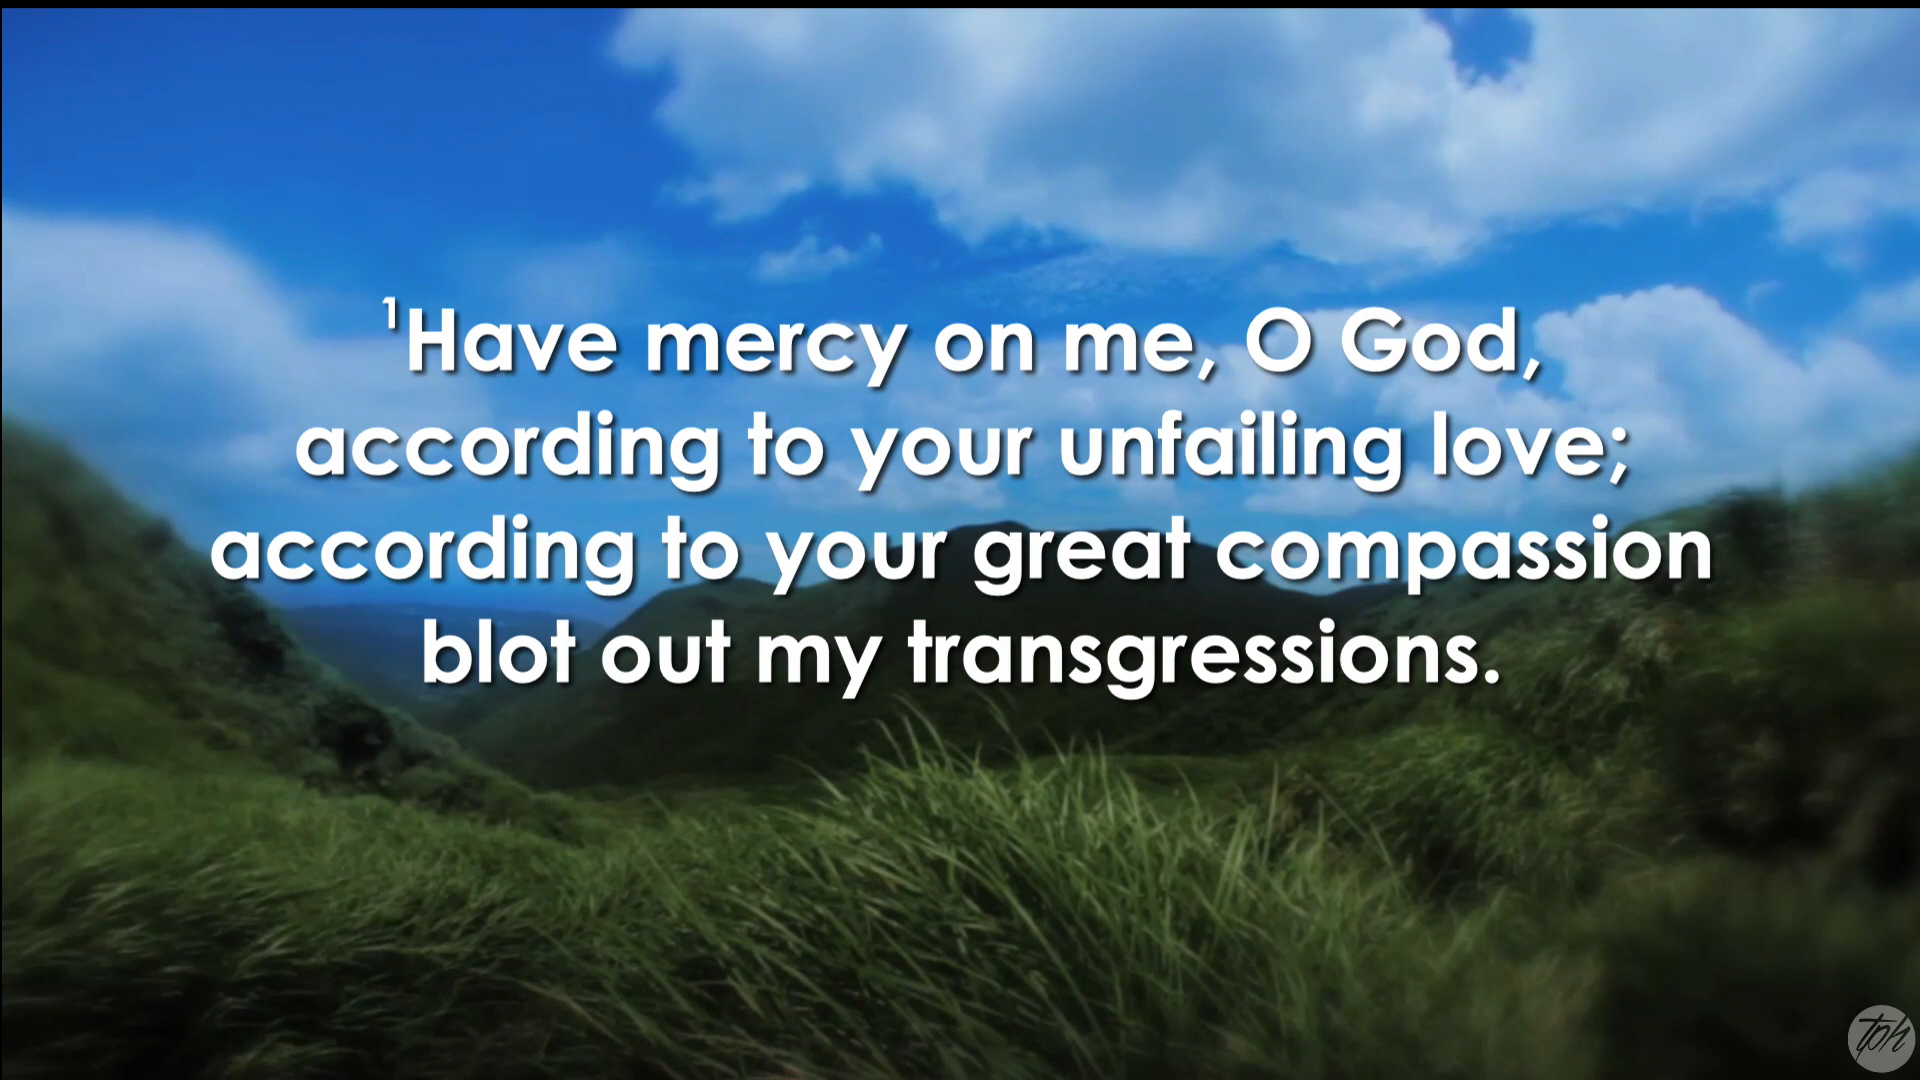 ¹Have mercy on me, O God,
according to your unfailing love;
according to your great compassion
blot out my transgressions.
tph